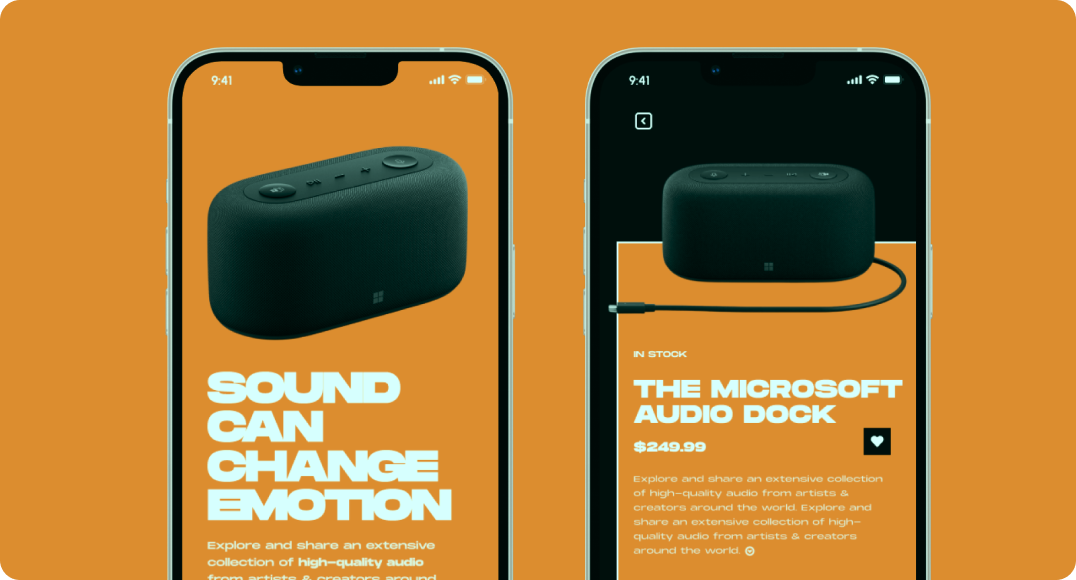 9:41
SOUND
CAN
CHANGE
EMOTION
Explore and share an extensive
collection of high-quality audio
from artists & creators around
9:41
IN STOCK
THE MICROSOFT
AUDIO DOCK
$249.99
Explore and share an extensive collection
of high-quality audio from artists &
creators around the world. Explore and
share an extensive collection of high-
quality audio from artists & creators
around the world.